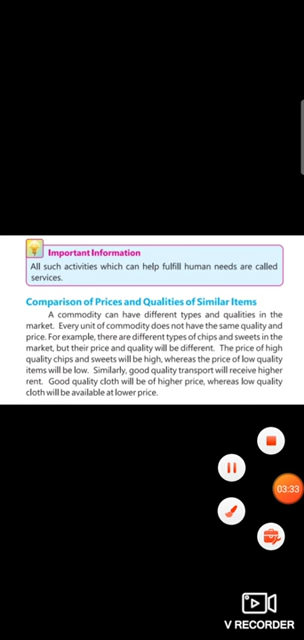 Important Information
All such activities which can help fulfill human needs are called
services.
Comparison of Prices and Qualities of Similar Items
A commodity can have different types and qualities in the
market. Every unit of commodity does not have the same quality and
price. For example, there are different types of chips and sweets in the
market, but their price and quality will be different. The price of high
quality chips and sweets will be high, whereas the price of low quality
items will be low. Similarly, good quality transport will receive higher
rent. Good quality cloth will be of higher price, whereas low quality
cloth will be available at lower price.
03:33
V RECORDER